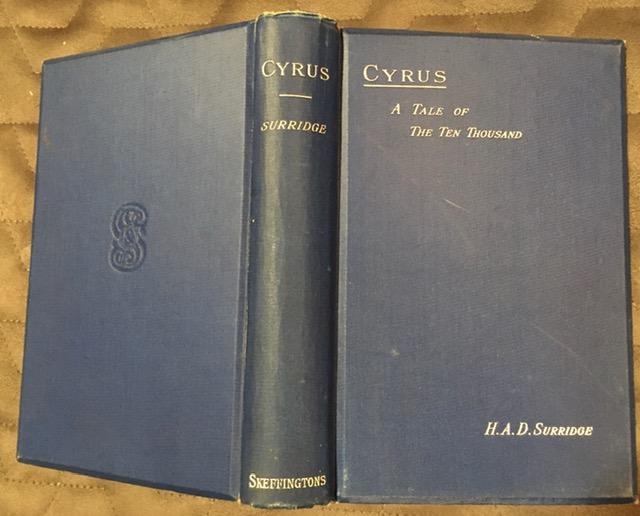 CYRUS
SURRIDGE
SKEFFINGTONS
CYRUS
A TALE OF
THE TEN THOUSAND
H.A.D. SURRIDGE